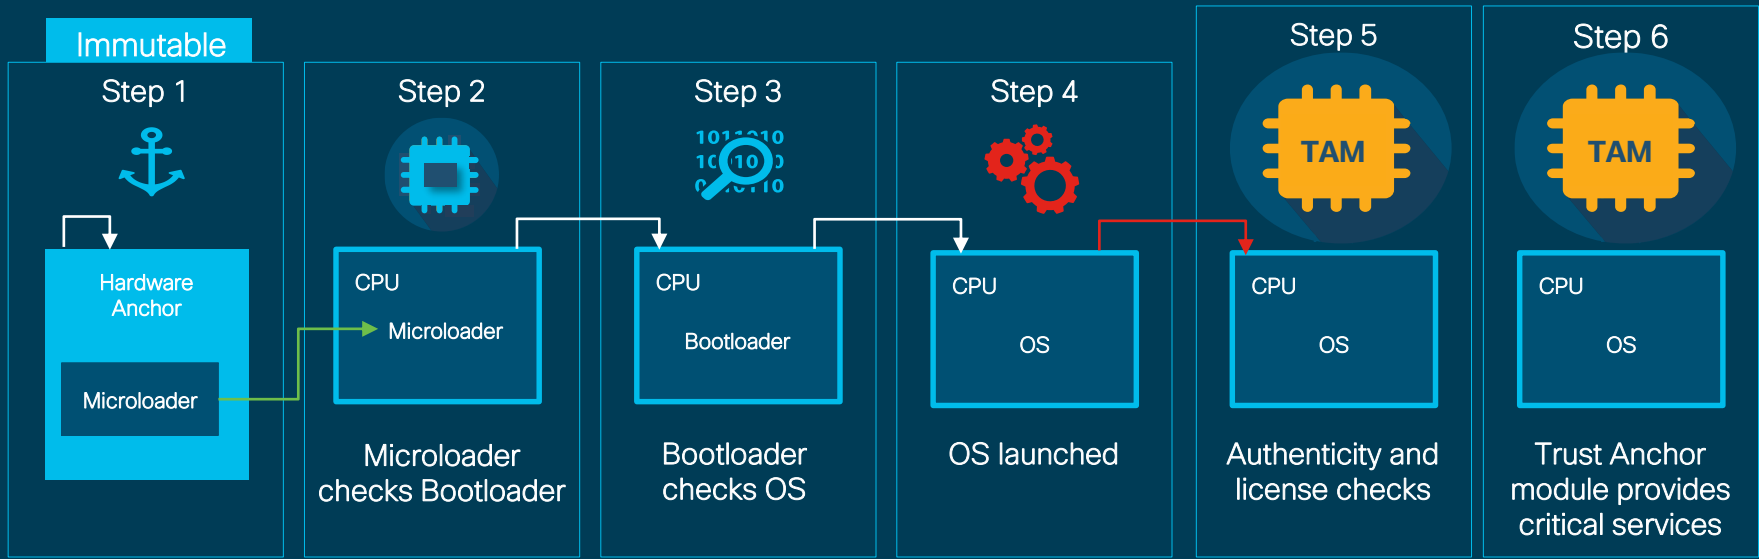 Immutable
Step 1
Hardware
Anchor
Microloader
Step 2
CPU
Microloader
Microloader
checks Bootloader
Step 3
CPU
Bootloader
Bootloader
checks OS
Step 4
CPU
OS
OS launched
Step 5
TAM
CPU
OS
Authenticity and
license checks
Step 6
TAM
CPU
OS
Trust Anchor
module provides
critical services